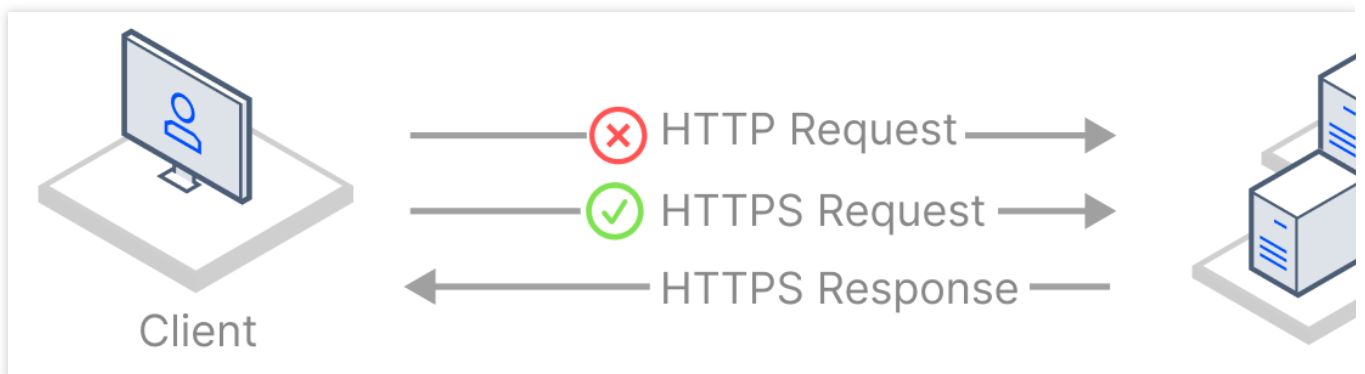 HTTP Request
HTTPS Request
HTTPS Response
Client